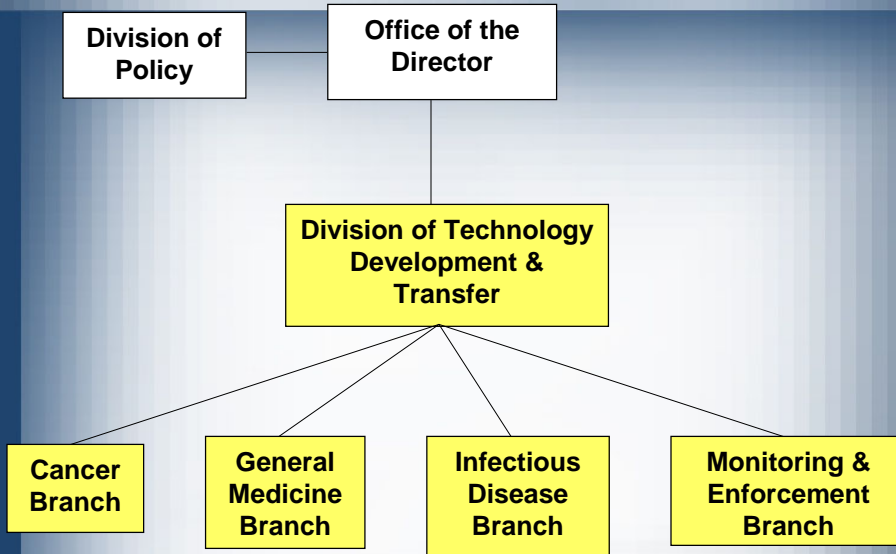 Division of
Policy
Office of the
Director
Division of Technology
Development &
Transfer
Cancer
Branch
General
Medicine
Branch
Infectious
Disease
Branch
Monitoring &
Enforcement
Branch